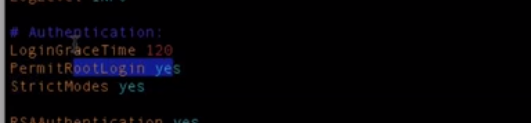 # Authentication:
LoginGraceTime 120
PermitRootLogin yes
StrictModes yes
RSAAuthentication yes